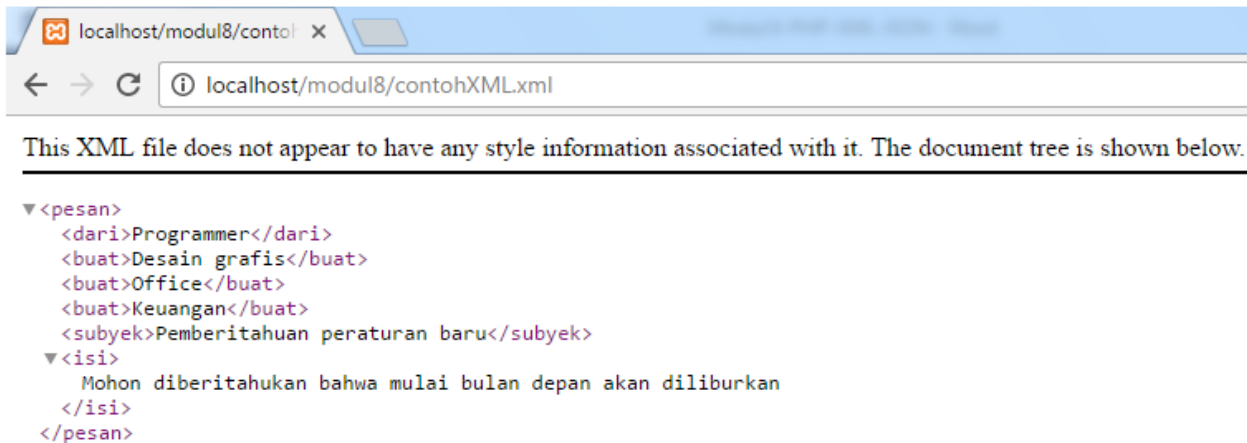 localhost/modul8/contoh
localhost/modul8/contohXML.xml
This XML file does not appear to have any style information associated with it. The document tree is shown below.
▼<pesan>
<dari>Programmer</dari>
<buat>Desain grafis</buat>
<buat>Office</buat>
<buat>Keuangan</buat>
<subyek>Pemberitahuan peraturan baru</subyek>
▼<isi>
Mohon diberitahukan bahwa mulai bulan depan akan diliburkan
</isi>
</pesan>